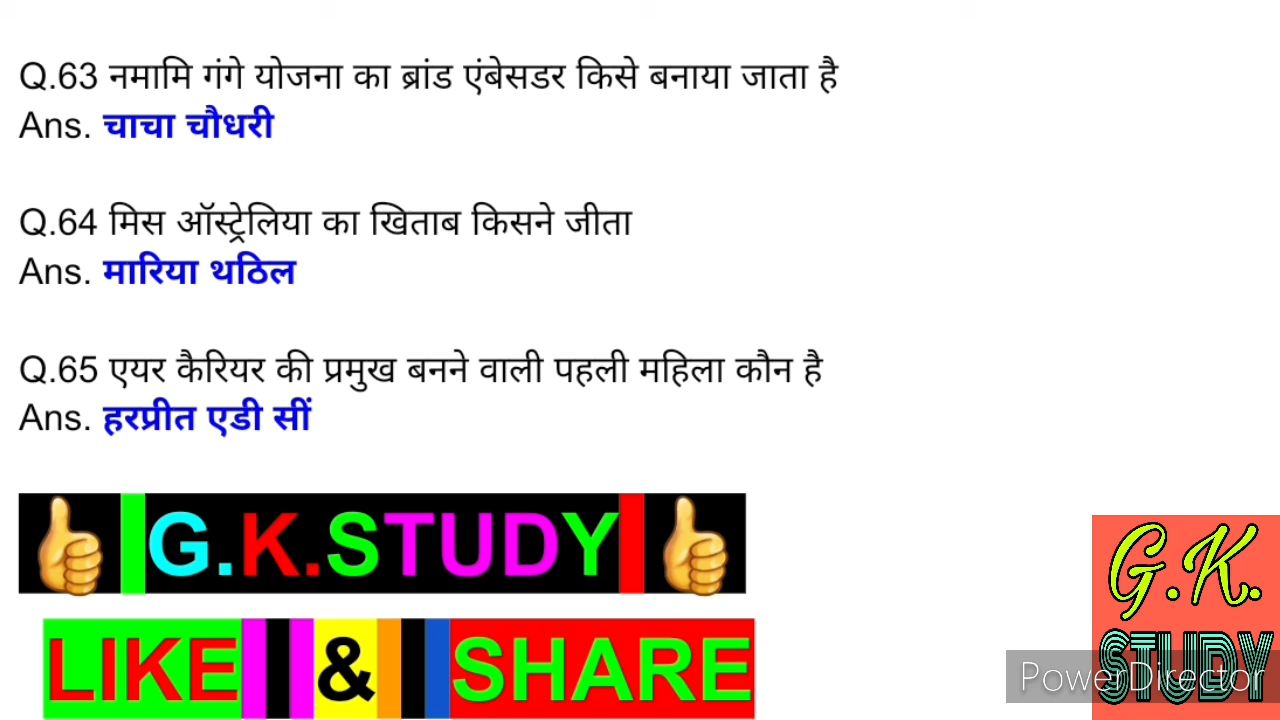 Q.63 नमामि गंगे योजना का ब्रांड एंबेसडर किसे बनाया जाता है
Ans. चाचा चौधरी
Q.64 मिस ऑस्ट्रेलिया का खिताब किसने जीता
Ans. मारिया थठिल
Q.65 एयर कैरियर की प्रमुख बनने वाली पहली महिला कौन है
Ans. हरप्रीत एडी सीं
G.K.STUDY
LIKE & SHARE
G.K.
STUDY
PowerDirector